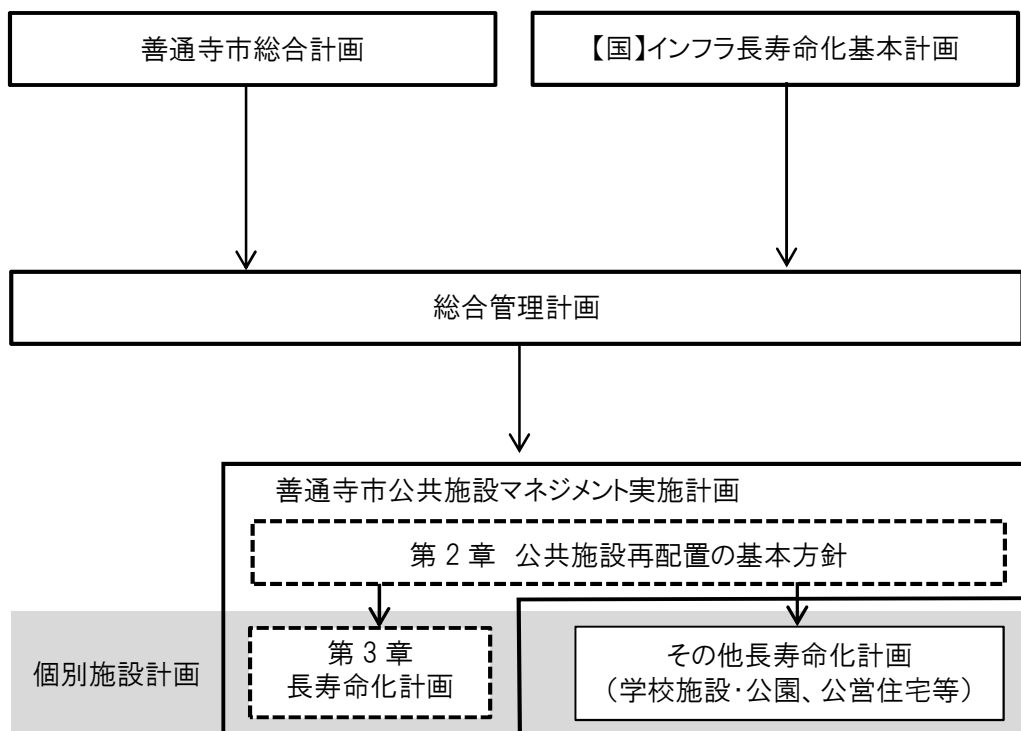 善通寺市総合計画
【国】インフラ長寿命化基本計画
総合管理計画
善通寺市公共施設マネジメント実施計画
第2章 公共施設再配置の基本方針
個別施設計画
第3章
長寿命化計画
その他長寿命化計画
（学校施設・公園、公営住宅等）